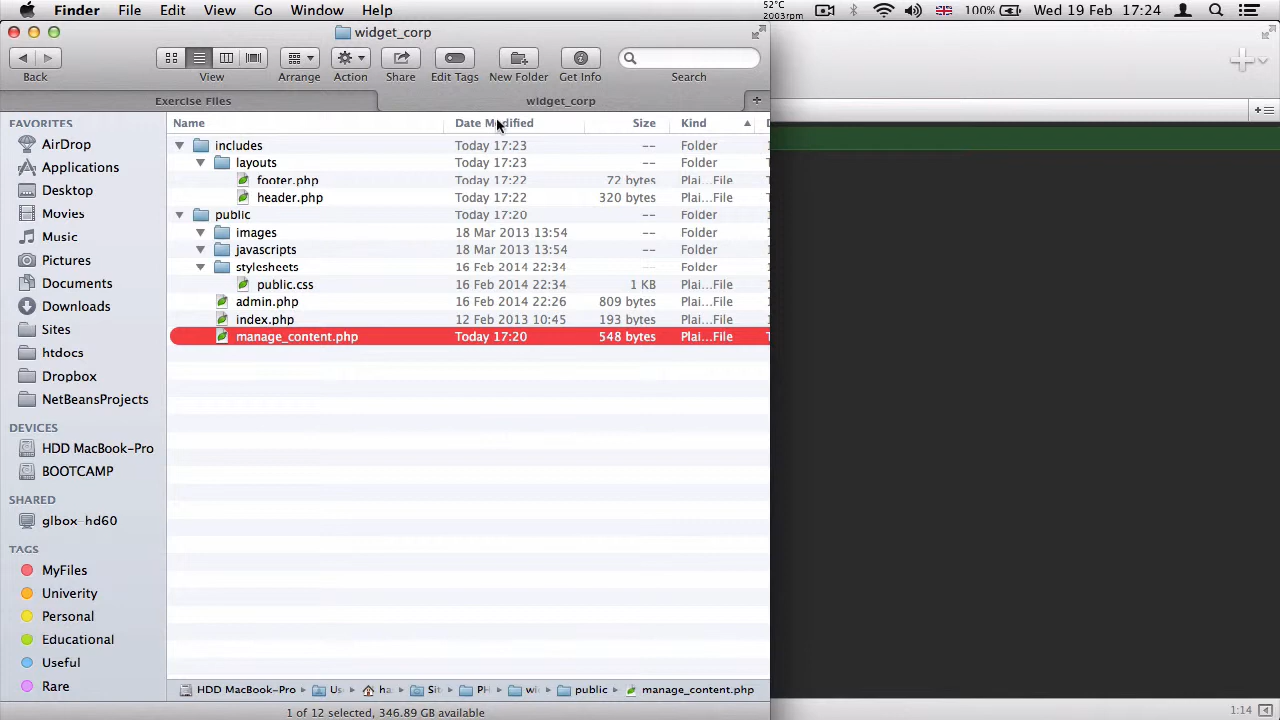 Finder File Edit View Go Window Help 52°C 2003rpm 100% Wed 19 Feb 17:24
widget_corp
Back View Arrange Action Share Edit Tags New Folder Get Info Search
Exercise Files widget_corp +
FAVORITES
AirDrop
Applications
Desktop
Movies
Music
Pictures
Documents
Downloads
Sites
htdocs
Dropbox
NetBeansProjects
DEVICES
HDD MacBook-Pro
BOOTCAMP
SHARED
glbox-hd60
TAGS
MyFiles
Univerity
Personal
Educational
Useful
Rare
Name Date Modified Size Kind
includes Today 17:23 -- Folder
layouts Today 17:23 -- Folder
footer.php Today 17:22 72 bytes Plai...File
header.php Today 17:22 320 bytes Plai...File
public Today 17:20 -- Folder
images 18 Mar 2013 13:54 -- Folder
javascripts 18 Mar 2013 13:54 -- Folder
stylesheets 16 Feb 2014 22:34 -- Folder
public.css 16 Feb 2014 22:34 1 KB Plai...File
admin.php 16 Feb 2014 22:26 809 bytes Plai...File
index.php 12 Feb 2013 10:45 193 bytes Plai...File
manage_content.php Today 17:20 548 bytes Plai...File
HDD MacBook-Pro Us ha Sit PH wi public manage_content.php
1 of 12 selected, 346.89 GB available
1:14